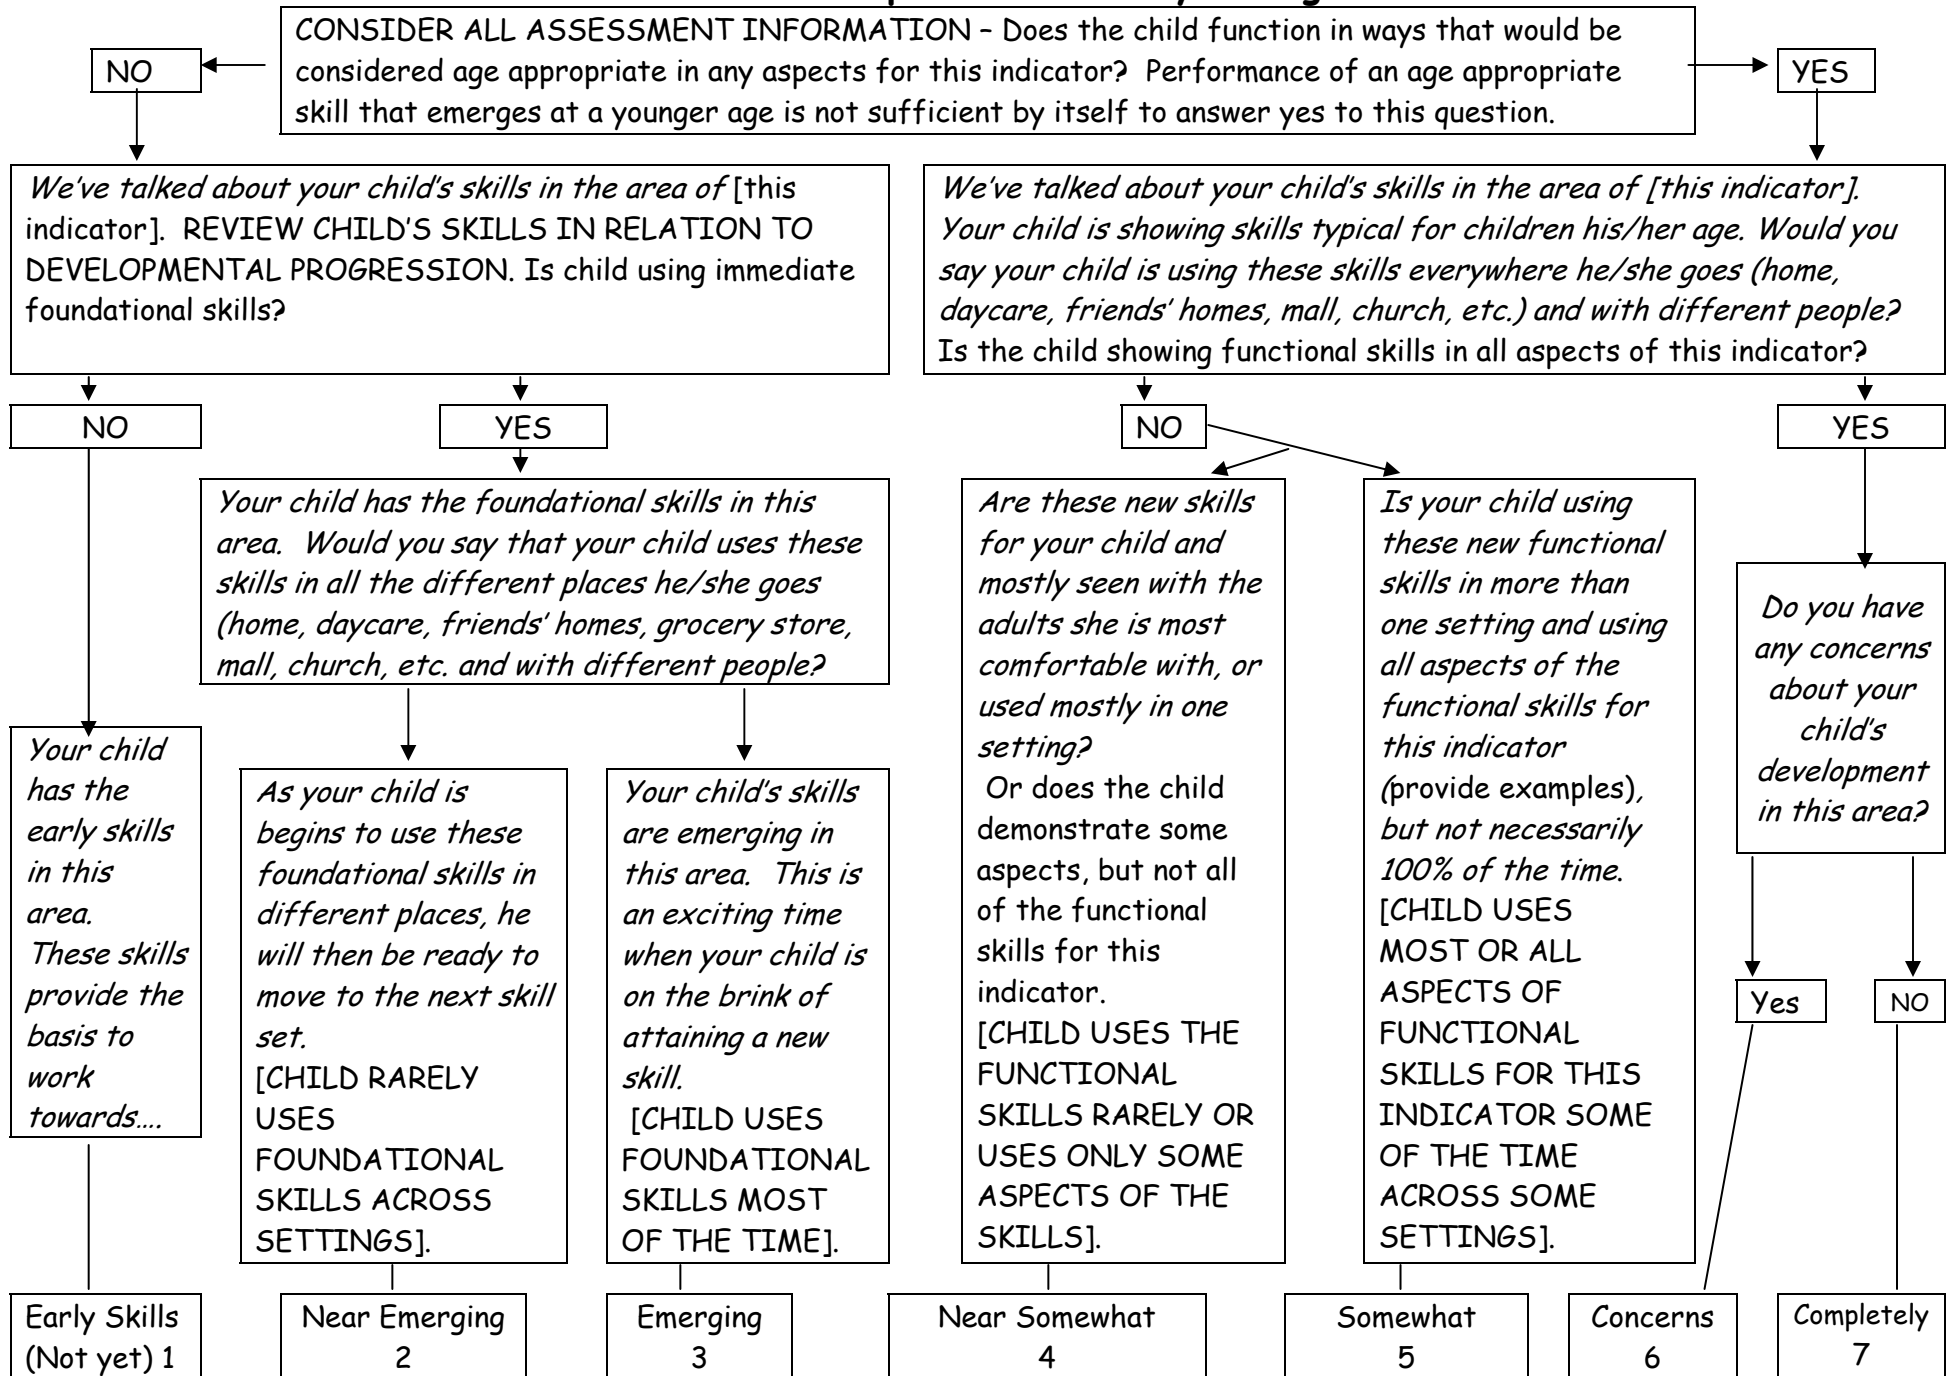 CONSIDER ALL ASSESSMENT INFORMATION – Does the child function in ways that would be
considered age appropriate in any aspects for this indicator? Performance of an age appropriate
skill that emerges at a younger age is not sufficient by itself to answer yes to this question.
NO
YES
We've talked about your child's skills in the area of [this
indicator]. REVIEW CHILD'S SKILLS IN RELATION TO
DEVELOPMENTAL PROGRESSION. Is child using immediate
foundational skills?
We've talked about your child's skills in the area of [this indicator].
Your child is showing skills typical for children his/her age. Would you
say your child is using these skills everywhere he/she goes (home,
daycare, friends' homes, mall, church, etc.) and with different people?
Is the child showing functional skills in all aspects of this indicator?
NO
YES
NO
YES
Your child has the foundational skills in this
area. Would you say that your child uses these
skills in all the different places he/she goes
(home, daycare, friends' homes, grocery store,
mall, church, etc. and with different people?
Your child
has the
early skills
in this
area.
These skills
provide the
basis to
work
towards....
As your child is
begins to use these
foundational skills in
different places, he
will then be ready to
move to the next skill
set.
[CHILD RARELY
USES
FOUNDATIONAL
SKILLS ACROSS
SETTINGS].
Your child's skills
are emerging in
this area. This is
an exciting time
when your child is
on the brink of
attaining a new
skill.
[CHILD USES
FOUNDATIONAL
SKILLS MOST
OF THE TIME].
Are these new skills
for your child and
mostly seen with the
adults she is most
comfortable with, or
used mostly in one
setting?
Or does the child
demonstrate some
aspects, but not all
of the functional
skills for this
indicator.
[CHILD USES THE
FUNCTIONAL
SKILLS RARELY OR
USES ONLY SOME
ASPECTS OF THE
SKILLS].
Is your child using
these new functional
skills in more than
one setting and using
all aspects of the
functional skills for
this indicator
(provide examples),
but not necessarily
100% of the time.
[CHILD USES
MOST OR ALL
ASPECTS OF
FUNCTIONAL
SKILLS FOR THIS
INDICATOR SOME
OF THE TIME
ACROSS SOME
SETTINGS].
Do you have
any concerns
about your
child's
development
in this area?
Yes
NO
Early Skills
(Not yet) 1
Near Emerging
2
Emerging
3
Near Somewhat
4
Somewhat
5
Concerns
6
Completely
7